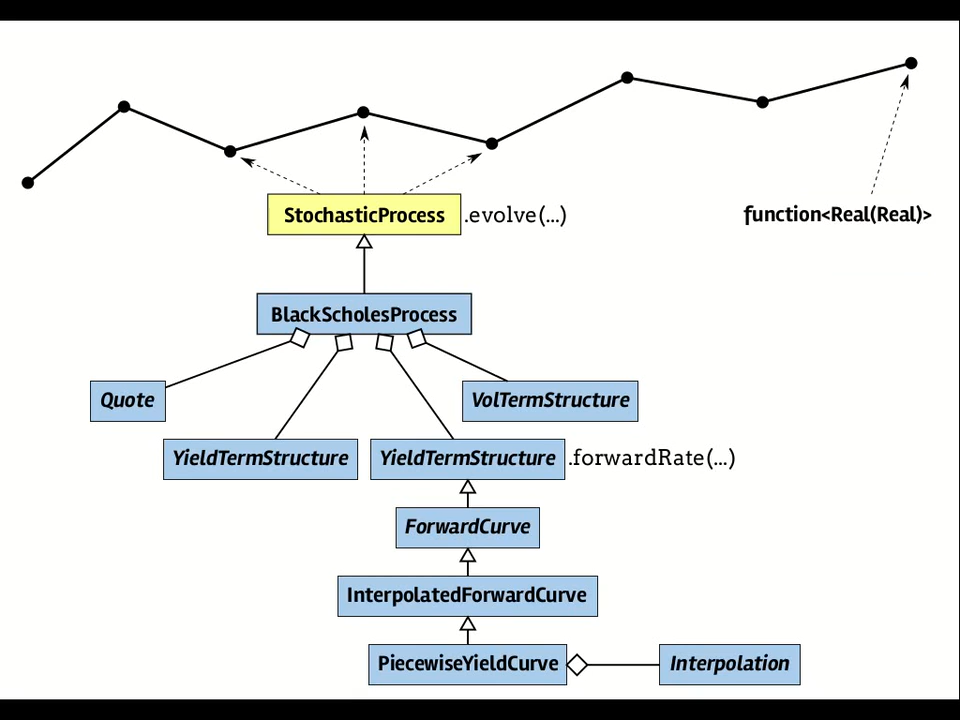 StochasticProcess .evolve(...)
function<Real(Real)>
BlackScholesProcess
Quote
VolTermStructure
YieldTermStructure
YieldTermStructure .forwardRate(...)
ForwardCurve
InterpolatedForwardCurve
PiecewiseYieldCurve
Interpolation